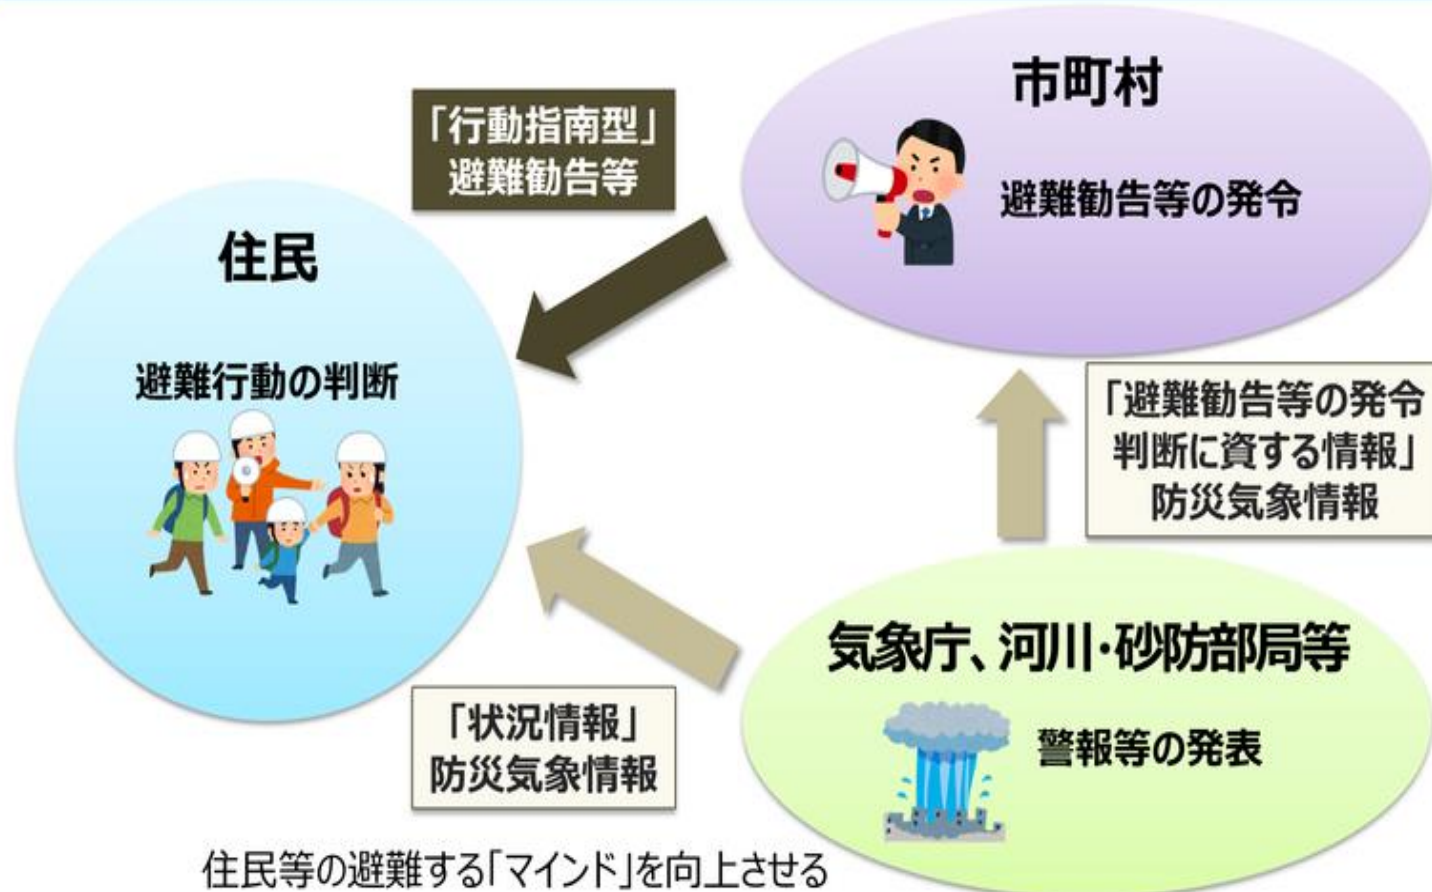 市町村
避難勧告等の発令
「行動指南型」
避難勧告等
住民
避難行動の判断
「避難勧告等の発令
判断に資する情報」
防災気象情報
気象庁、河川・砂防部局等
警報等の発表
「状況情報」
防災気象情報
住民等の避難する「マインド」を向上させる